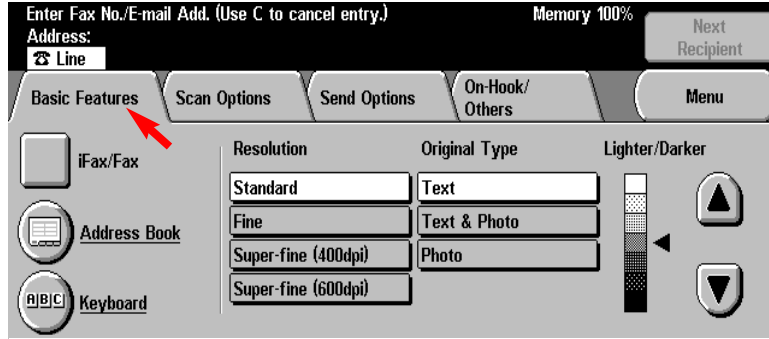 Enter Fax No./E-mail Add. (Use C to cancel entry.) Memory 100%
Address:
Line
Next
Recipient
Basic Features
Scan Options
Send Options
On-Hook/
Others
Menu
iFax/Fax
Address Book
A|B|C|
Keyboard
Resolution
Standard
Fine
Super-fine (400dpi)
Super-fine (600dpi)
Original Type
Text
Text & Photo
Photo
Lighter/Darker